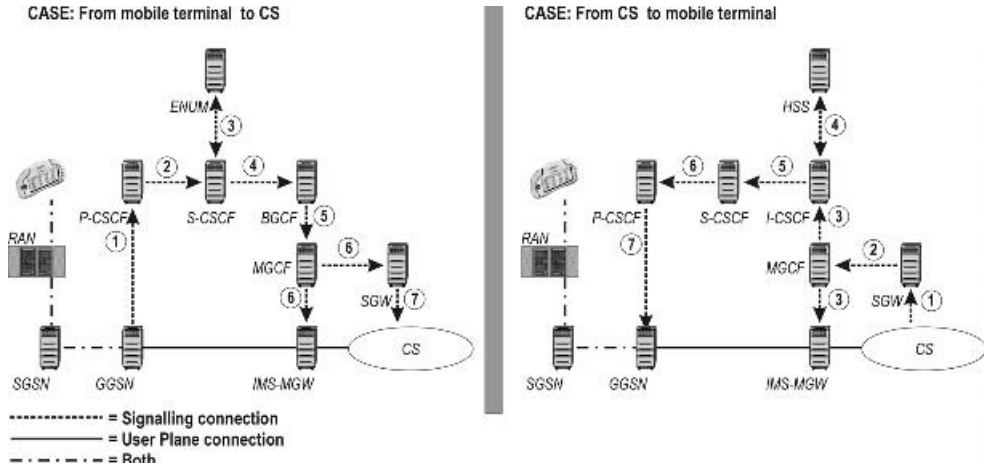 CASE: From mobile terminal to CS
ENUM
3
2
4
P-CSCF
S-CSCF
BGCF
1
5
RAN
MGCF
6
6
SGW
7
CS
SGSN
GGSN
IMS-MGW
CASE: From CS to mobile terminal
HSS
4
6
5
P-CSCF
S-CSCF
I-CSCF
7
3
RAN
MGCF
2
3
SGW
1
CS
SGSN
GGSN
IMS-MGW
= Signalling connection
= User Plane connection
= Both